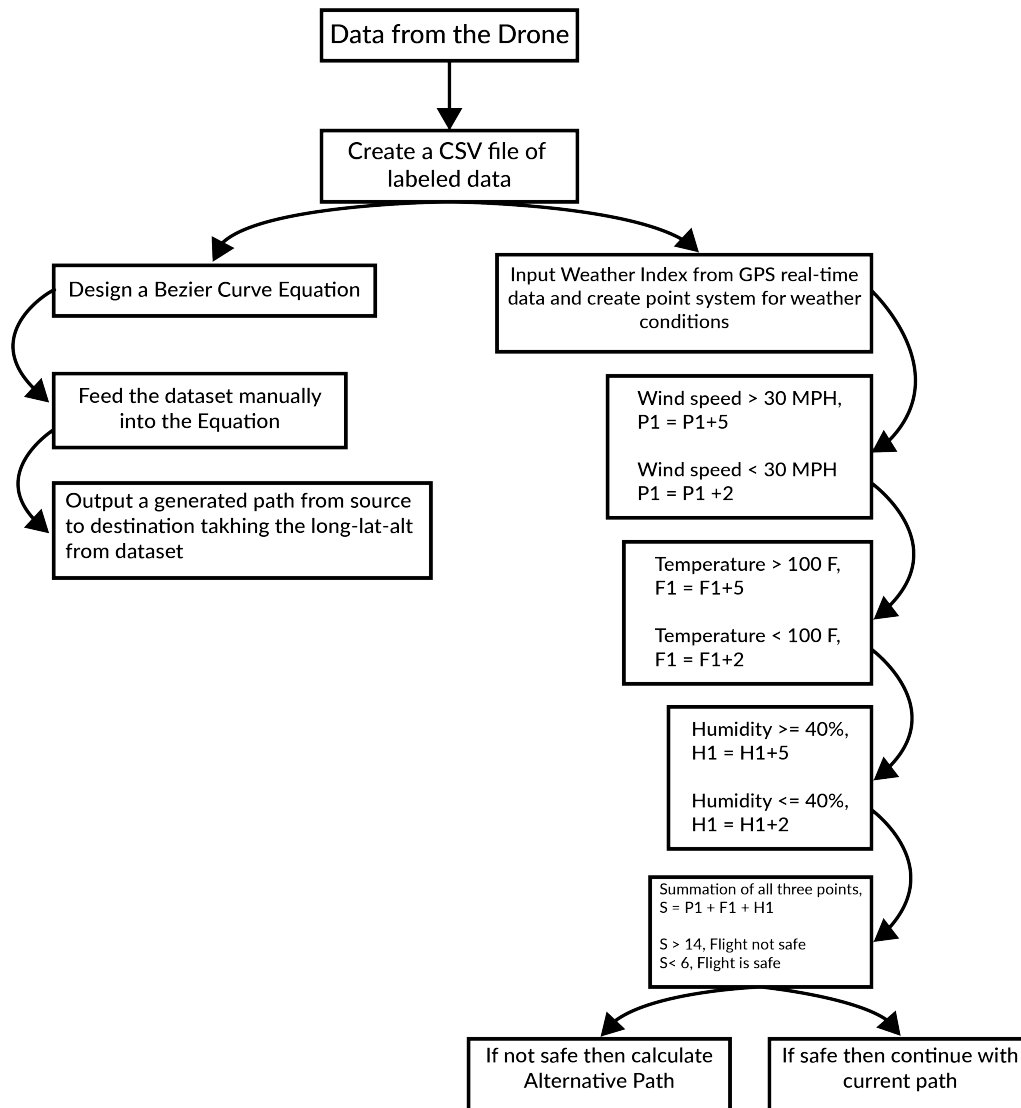 Data from the Drone
Create a CSV file of
labeled data
Design a Bezier Curve Equation
Feed the dataset manually
into the Equation
Output a generated path from source
to destination takhing the long-lat-alt
from dataset
Input Weather Index from GPS real-time
data and create point system for weather
conditions
Wind speed > 30 MPH,
P1 = P1+5
Wind speed < 30 MPH
P1 = P1 +2
Temperature > 100 F,
F1 = F1+5
Temperature < 100 F,
F1 = F1+2
Humidity >= 40%,
H1 = H1+5
Humidity <= 40%,
H1 = H1+2
Summation of all three points,
S = P1 + F1 + H1
S > 14, Flight not safe
S< 6, Flight is safe
If not safe then calculate
Alternative Path
If safe then continue with
current path